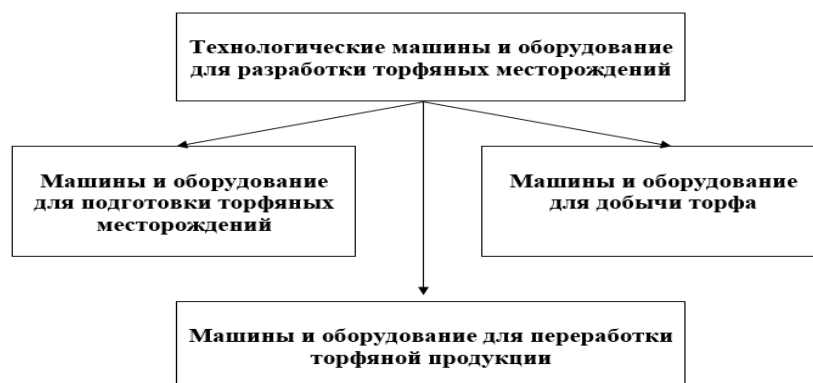 Технологические машины и оборудование
для разработки торфяных месторождений
Машины и оборудование
для подготовки торфяных
месторождений
Машины и оборудование
для добычи торфа
Машины и оборудование для переработки
торфяной продукции